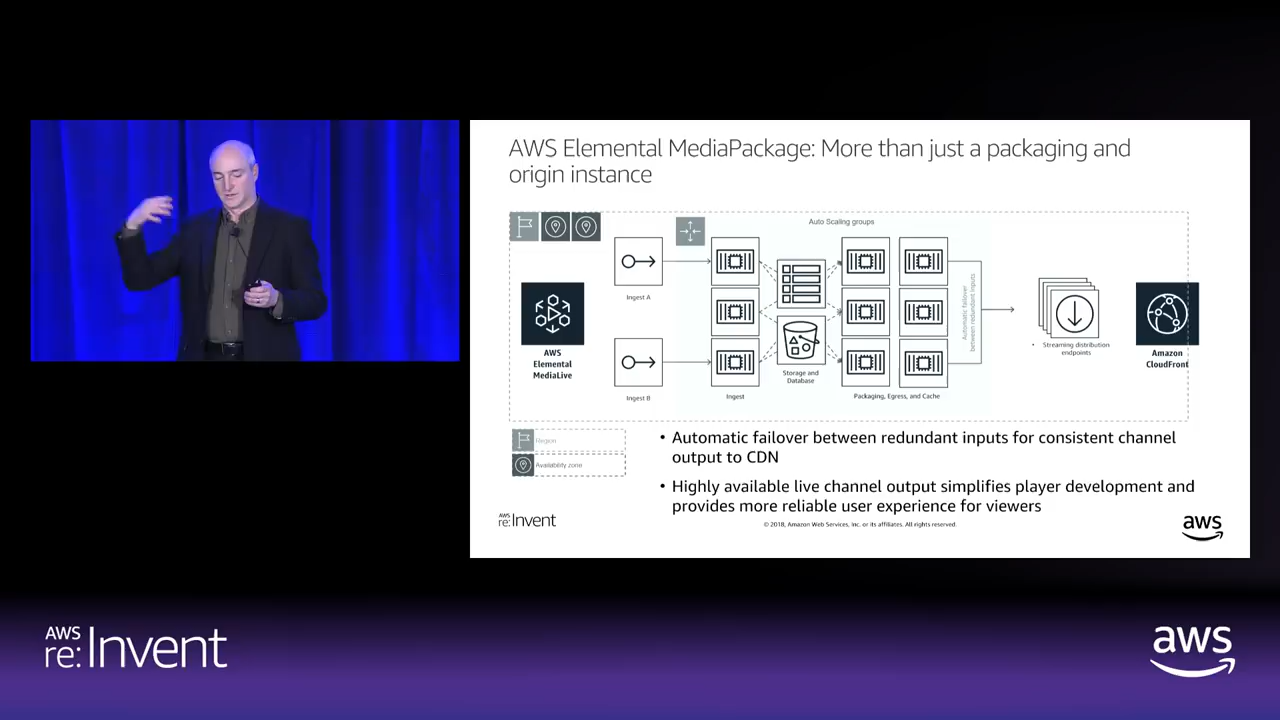 AWS Elemental MediaPackage: More than just a packaging and
origin instance
Auto Scaling groups
Ingest A
Ingest B
AWS
Elemental
MediaLive
Ingest
Storage and
Database
Packaging, Egress, and Cache
Automatic failover
between redundant inputs
• Streaming distribution
endpoints
Amazon
CloudFront
Region
Availability zone
• Automatic failover between redundant inputs for consistent channel
output to CDN
• Highly available live channel output simplifies player development and
provides more reliable user experience for viewers
AWS
re:Invent
© 2018, Amazon Web Services, Inc. or its affiliates. All rights reserved.
aws
AWS
re:Invent
aws